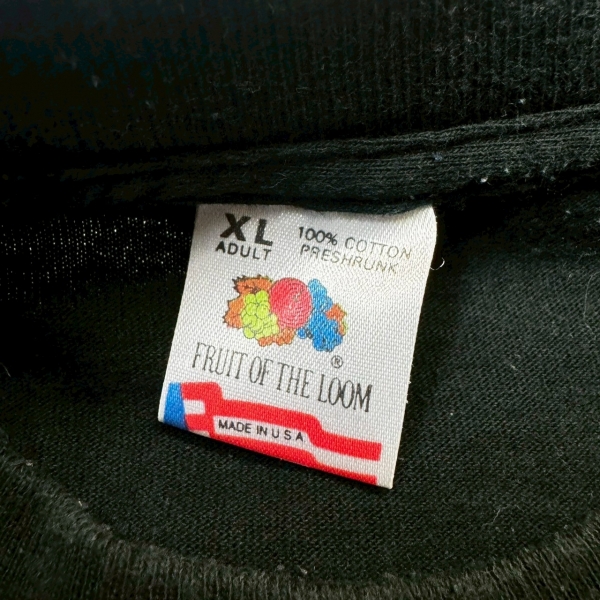 XL
ADULT
100% COTTON
PRESHRUNK
®
FRUIT OF THE LOOM
MADE IN U S A